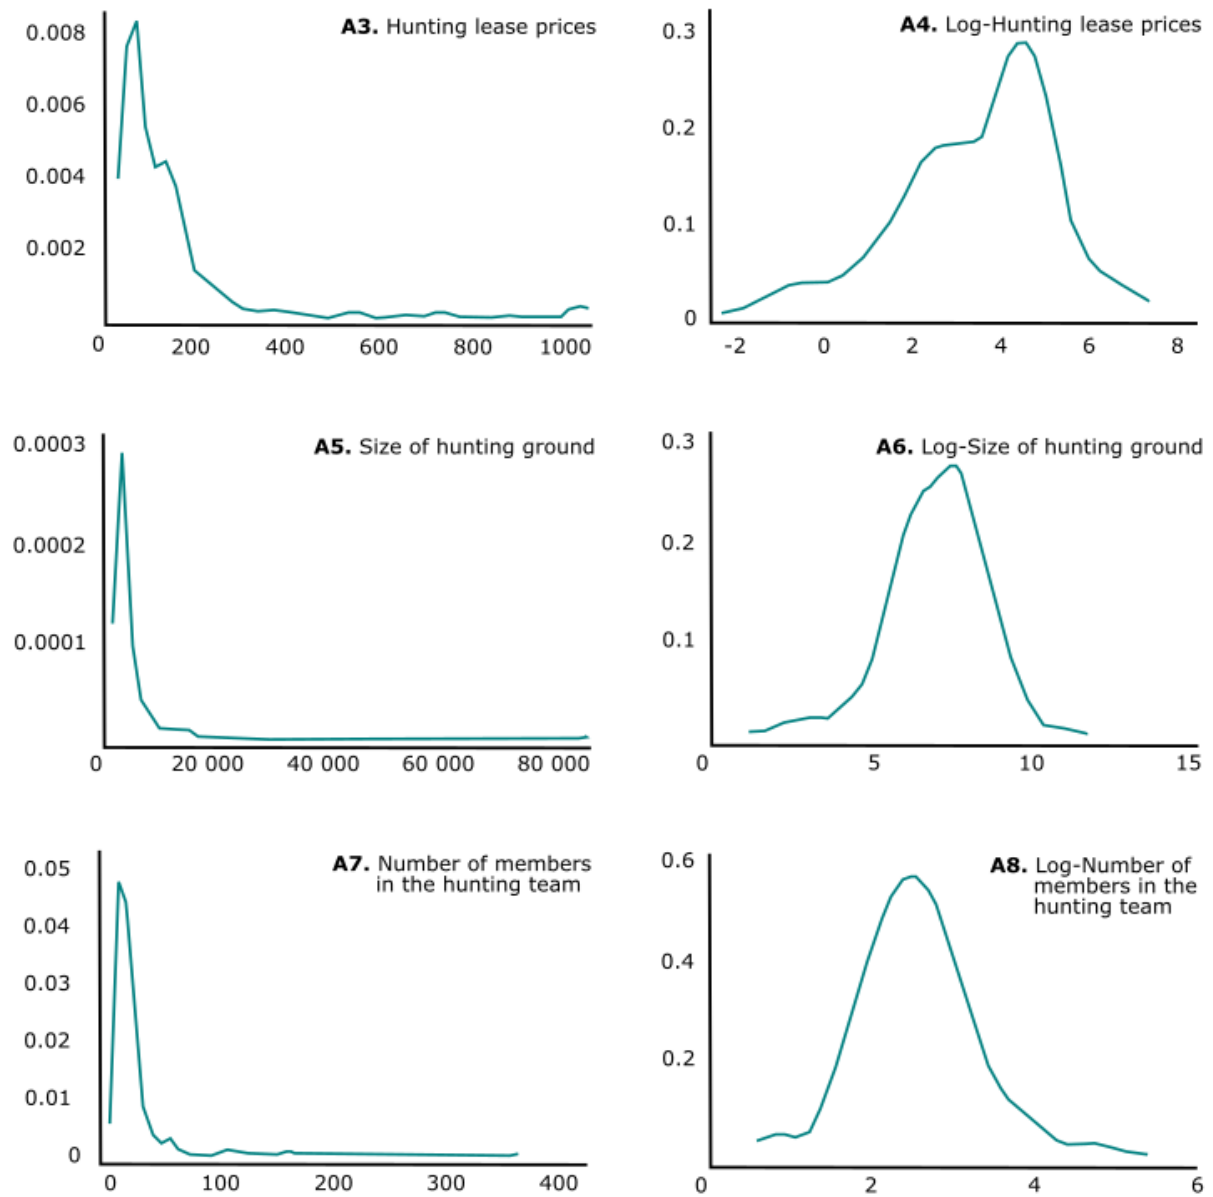 A3. Hunting lease prices
0.008
0.006
0.004
0.002
0 200 400 600 800 1000
A4. Log-Hunting lease prices
0.3
0.2
0.1
0
-2 0 2 4 6 8
A5. Size of hunting ground
0.0003
0.0002
0.0001
0 20 000 40 000 60 000 80 000
A6. Log-Size of hunting ground
0.3
0.2
0.1
0 5 10 15
A7. Number of members
in the hunting team
0.05
0.04
0.03
0.02
0.01
0
0 100 200 300 400
A8. Log-Number of
members in the
hunting team
0.6
0.4
0.2
0 2 4 6